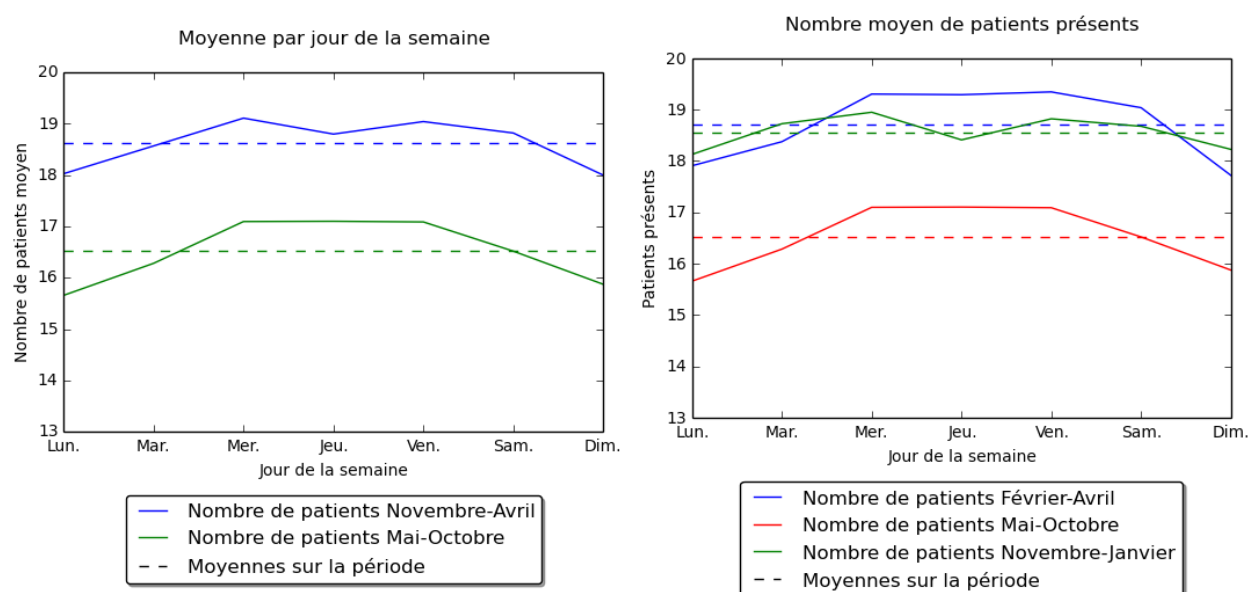 Moyenne par jour de la semaine
20
19
18
17
16
15
14
13
Nombre de patients moyen
Lun. Mar. Mer. Jeu. Ven. Sam. Dim.
Jour de la semaine
Nombre de patients Novembre-Avril
Nombre de patients Mai-Octobre
Moyennes sur la période
Nombre moyen de patients présents
20
19
18
17
16
15
14
13
Patients présents
Lun. Mar. Mer. Jeu. Ven. Sam. Dim.
Jour de la semaine
Nombre de patients Février-Avril
Nombre de patients Mai-Octobre
Nombre de patients Novembre-Janvier
Moyennes sur la période